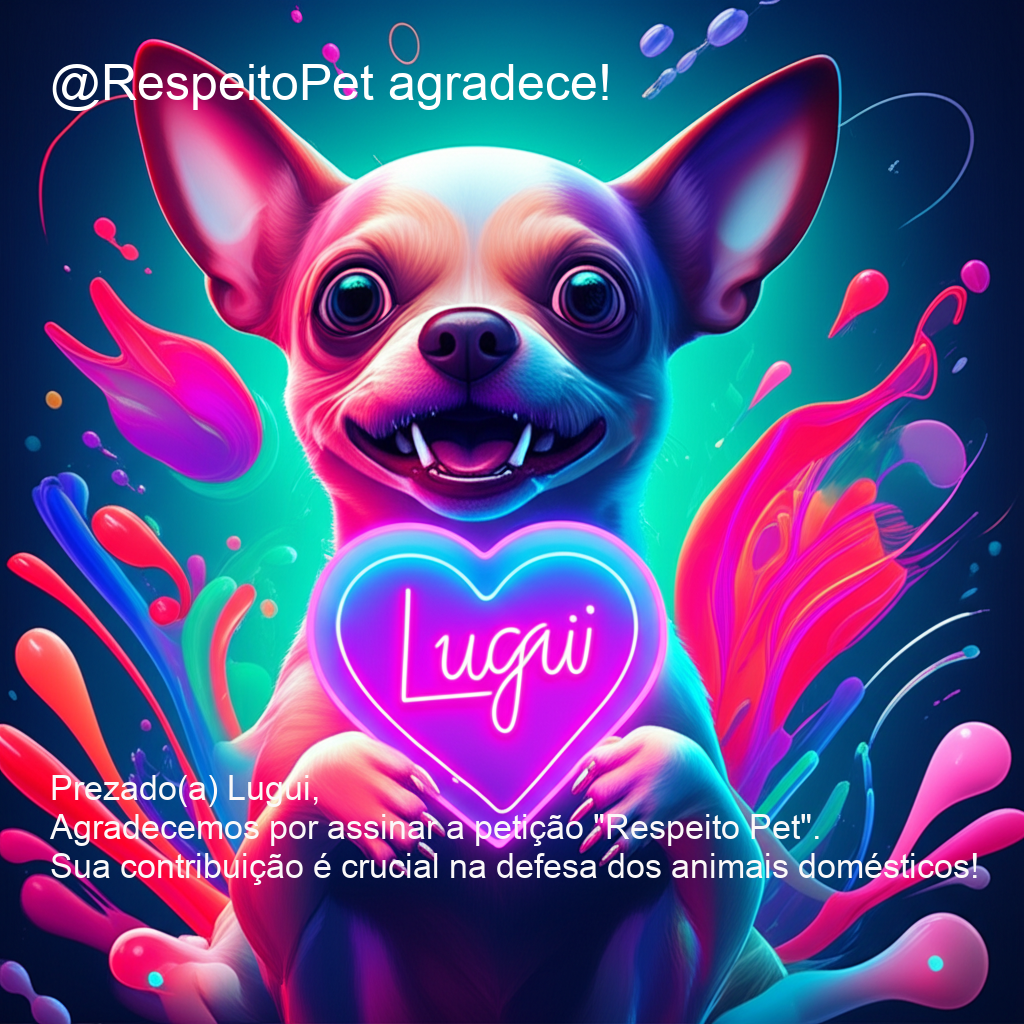 @RespeitoPet agradece!
Lugui
Prezado(a) Lugui,
Agradecemos por assinar a petição "Respeito Pet".
Sua contribuição é crucial na defesa dos animais domésticos!